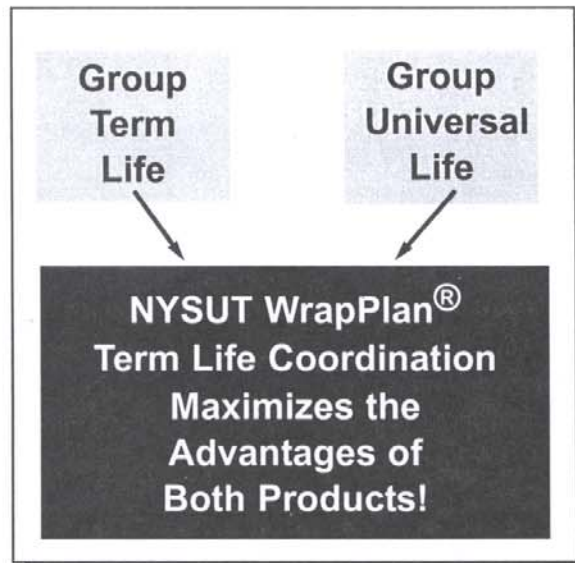 Group
Term
Life
Group
Universal
Life
NYSUT WrapPlan®
Term Life Coordination
Maximizes the
Advantages of
Both Products!